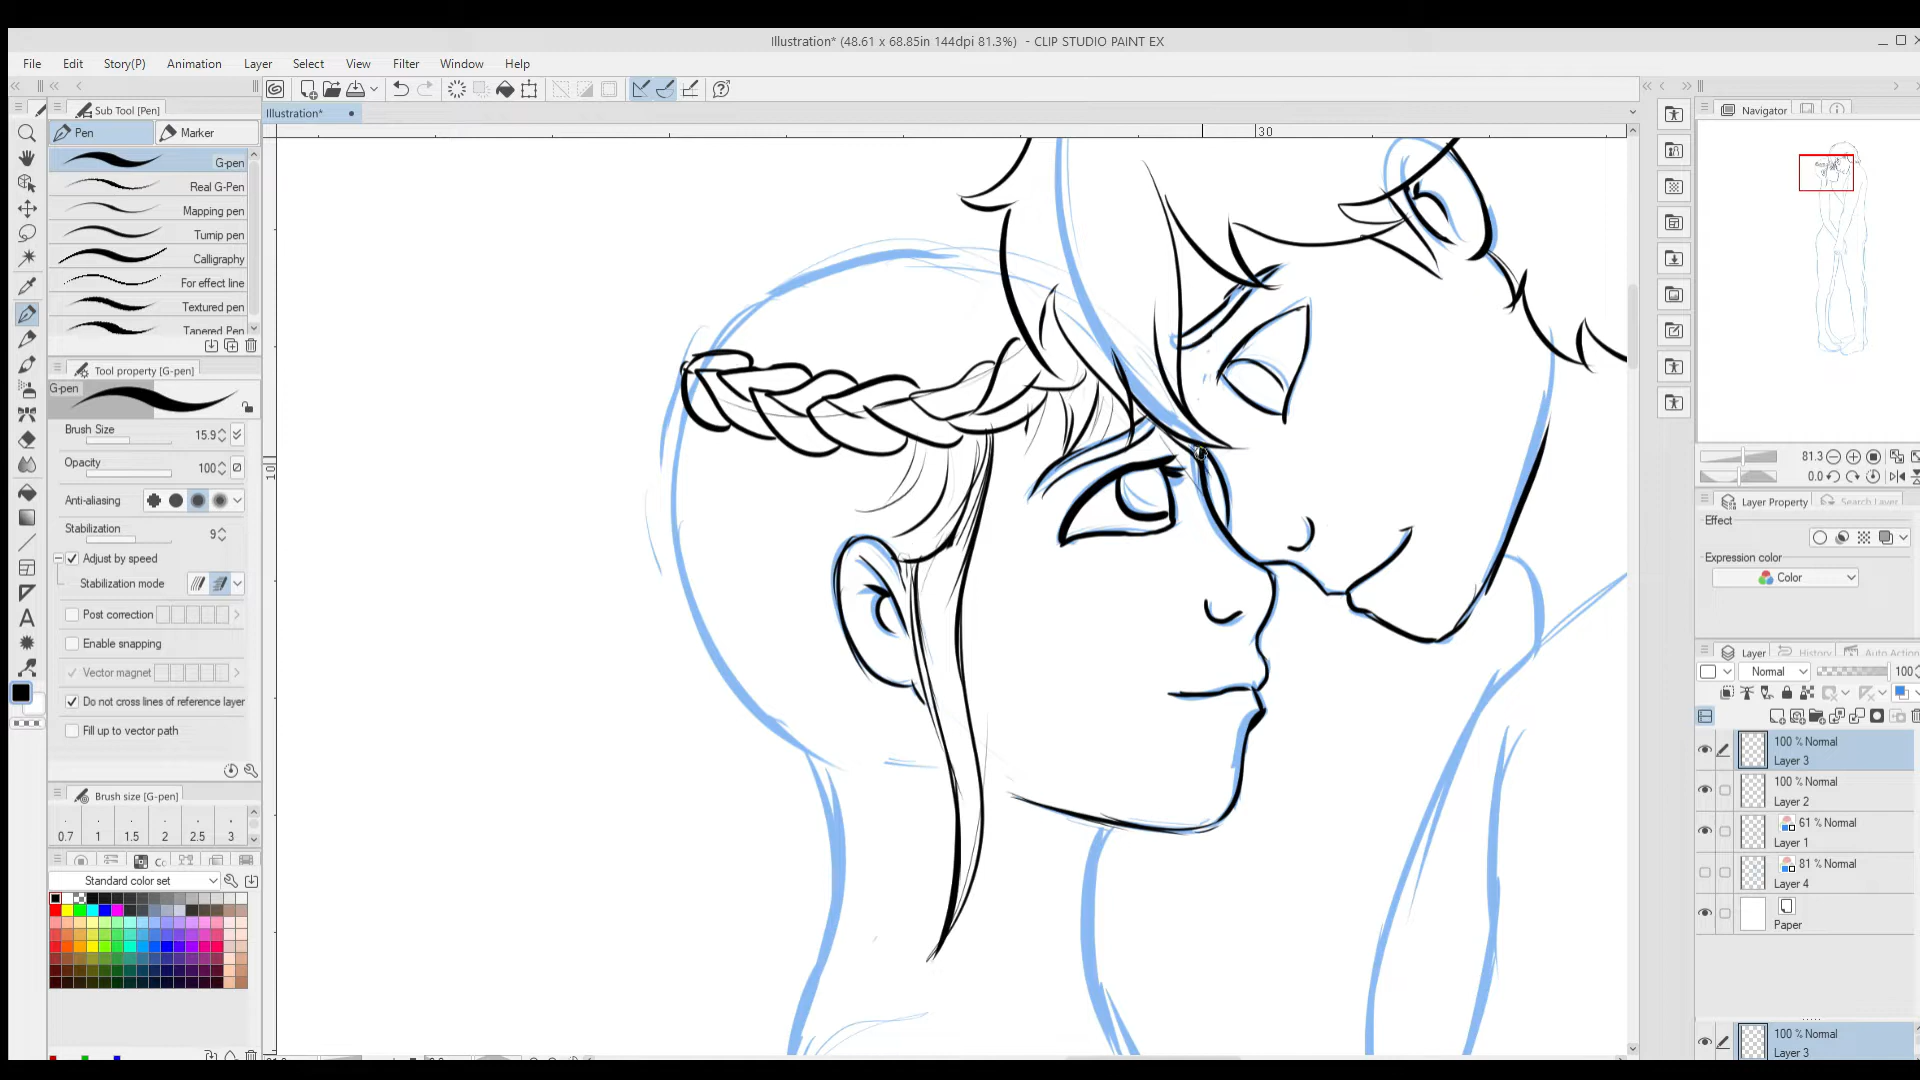 Illustration* (48.61 x 68.85in 144dpi 81.3%) - CLIP STUDIO PAINT EX
File Edit Story(P) Animation Layer Select View Filter Window Help
Sub Tool [Pen]
Pen Marker
G-pen
Real G-Pen
Mapping pen
Turnip pen
Calligraphy
For effect line
Textured pen
Tapered Pen
Tool property [G-pen]
G-pen
Brush Size 15.9
Opacity 100
Anti-aliasing
Stabilization 9
Adjust by speed
Stabilization mode
Post correction
Enable snapping
Vector magnet
Do not cross lines of reference layer
Fill up to vector path
Brush size [G-pen]
0.7 1 1.5 2 2.5 3
Standard color set
Illustration*
30
10
Navigator
81.3
0.0
Layer Property Search Layer
Effect
Expression color
Color
Layer History Auto Action
Normal 100
100 % Normal
Layer 3
100 % Normal
Layer 2
61 % Normal
Layer 1
81 % Normal
Layer 4
Paper
100 % Normal
Layer 3